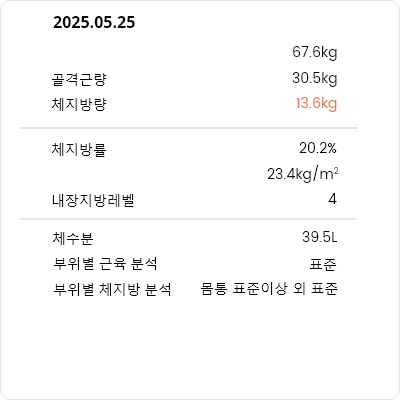 2025.05.25
67.6kg
골격근량 30.5kg
체지방량 13.6kg
체지방률 20.2%
23.4kg/m²
내장지방레벨 4
체수분 39.5L
부위별 근육 분석 표준
부위별 체지방 분석 몸통 표준이상 외 표준